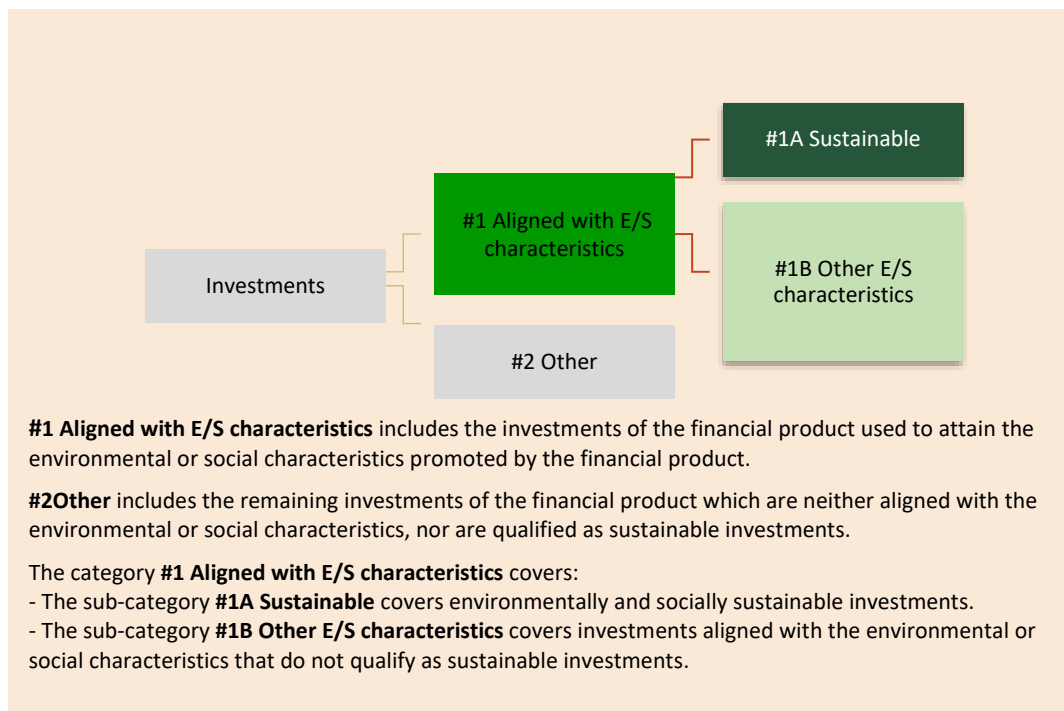 #1A Sustainable
#1 Aligned with E/S
characteristics
#1B Other E/S
characteristics
Investments
#2 Other
#1 Aligned with E/S characteristics includes the investments of the financial product used to attain the
environmental or social characteristics promoted by the financial product.
#2Other includes the remaining investments of the financial product which are neither aligned with the
environmental or social characteristics, nor are qualified as sustainable investments.
The category #1 Aligned with E/S characteristics covers:
- The sub-category #1A Sustainable covers environmentally and socially sustainable investments.
- The sub-category #1B Other E/S characteristics covers investments aligned with the environmental or
social characteristics that do not qualify as sustainable investments.